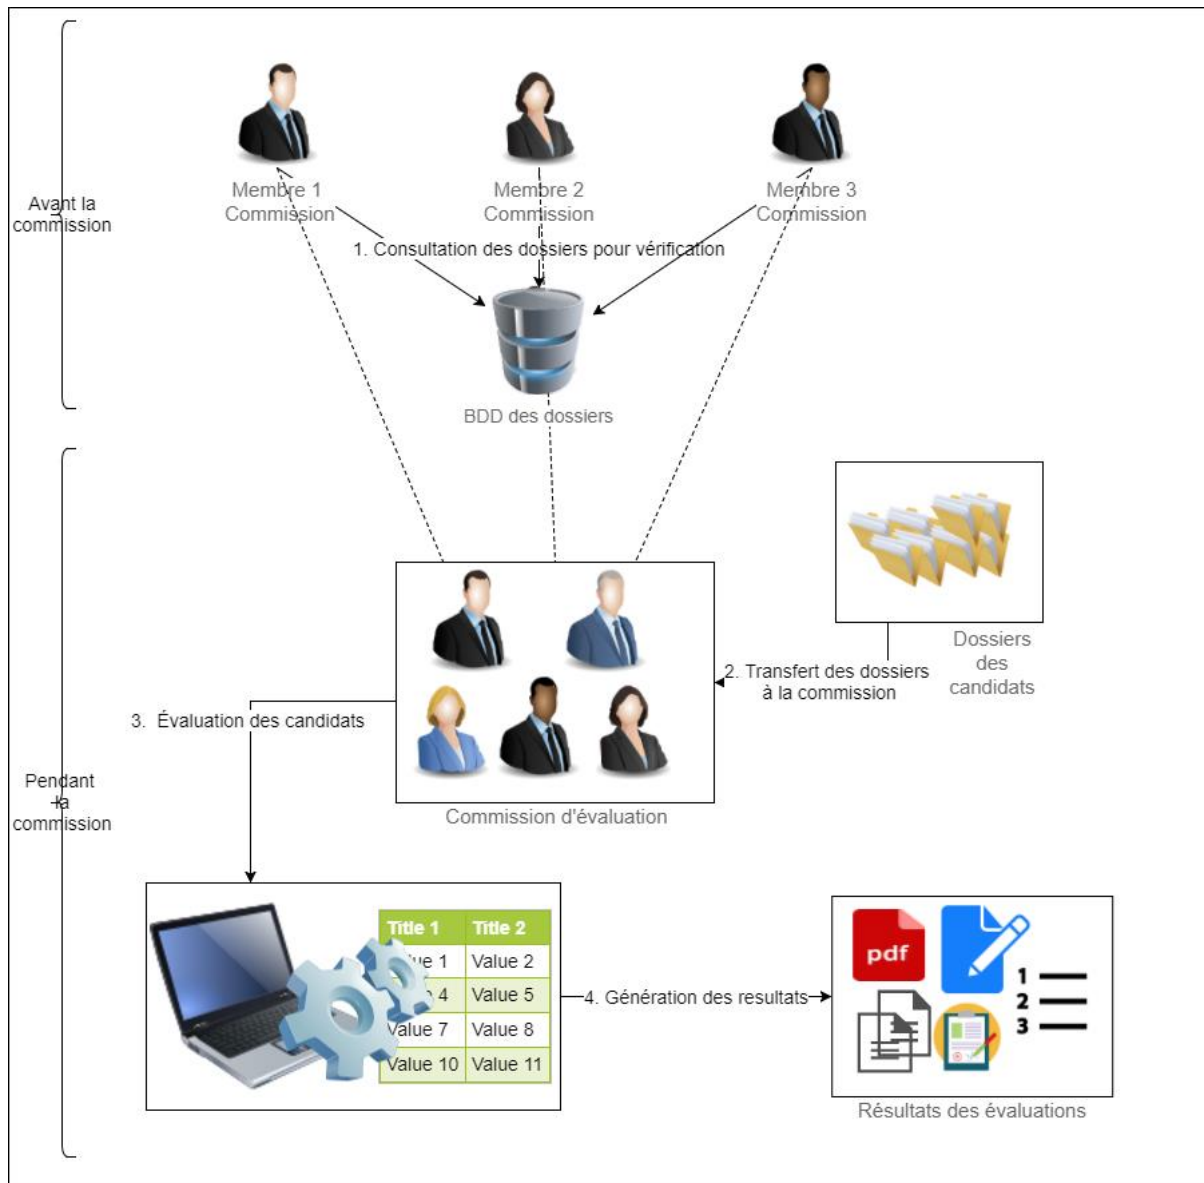 Membre 1
Commission
Membre 2
Commission
Membre 3
Commission
Avant la
commission
1. Consultation des dossiers pour vérification
BDD des dossiers
Dossiers
des
candidats
2. Transfert des dossiers
à la commission
3. Évaluation des candidats
Pendant
la
commission
Commission d'évaluation
Title 1 Title 2
Value 2
4 Value 5
Value 7 Value 8
Value 10 Value 11
4. Génération des resultats
pdf
1
2
3
Résultats des évaluations